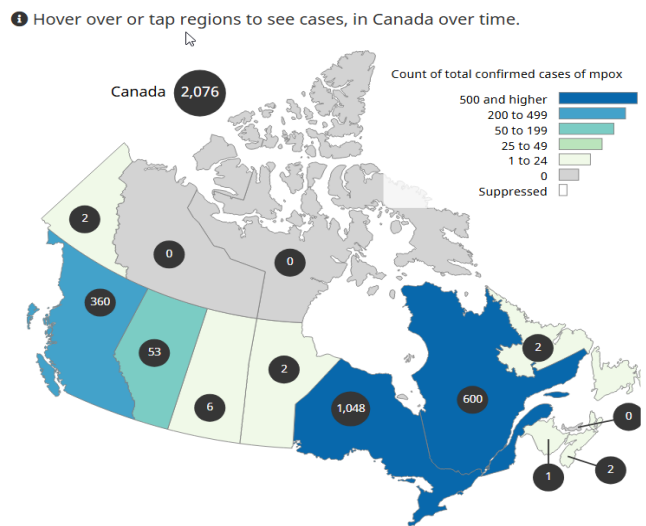 i Hover over or tap regions to see cases, in Canada over time.
Canada 2,076
Count of total confirmed cases of mpox
500 and higher
200 to 499
50 to 199
25 to 49
1 to 24
0
Suppressed
2
0
0
360
53
6
2
1,048
600
2
0
1
2